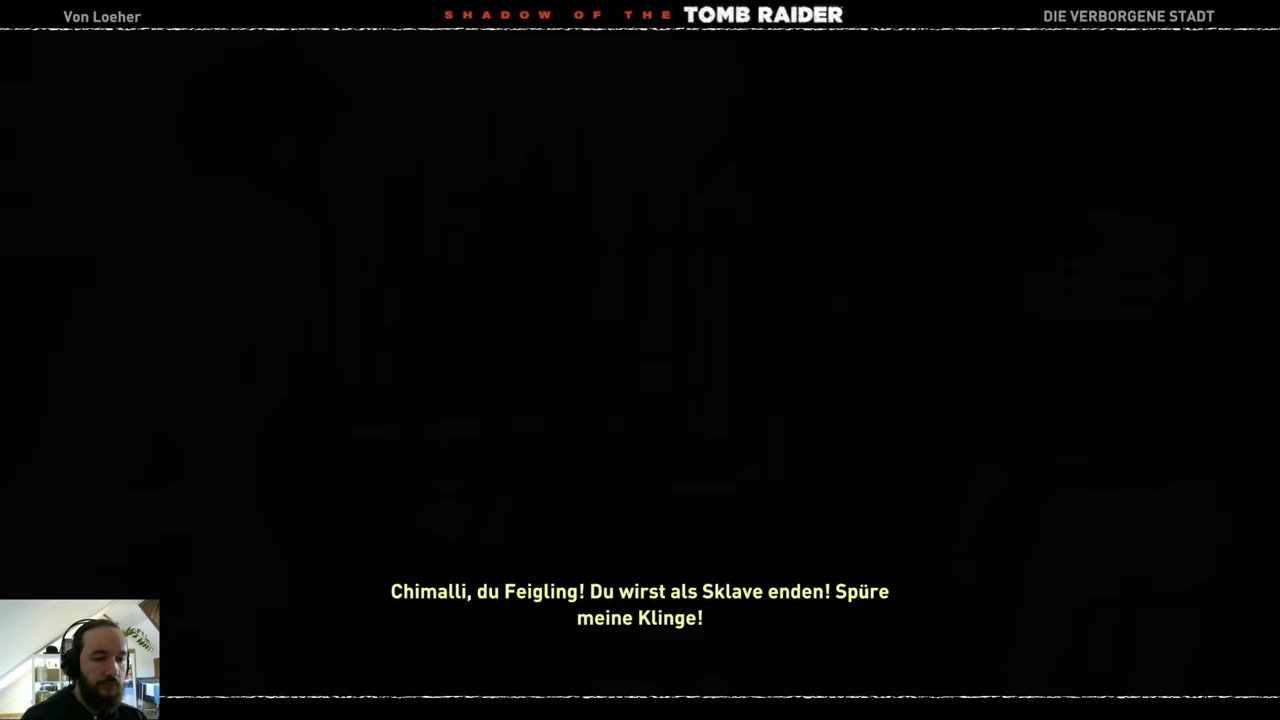 Von Loeher
SHADOW OF THE TOMB RAIDER
DIE VERBORGENE STADT
Chimalli, du Feigling! Du wirst als Sklave enden! Spüre
meine Klinge!